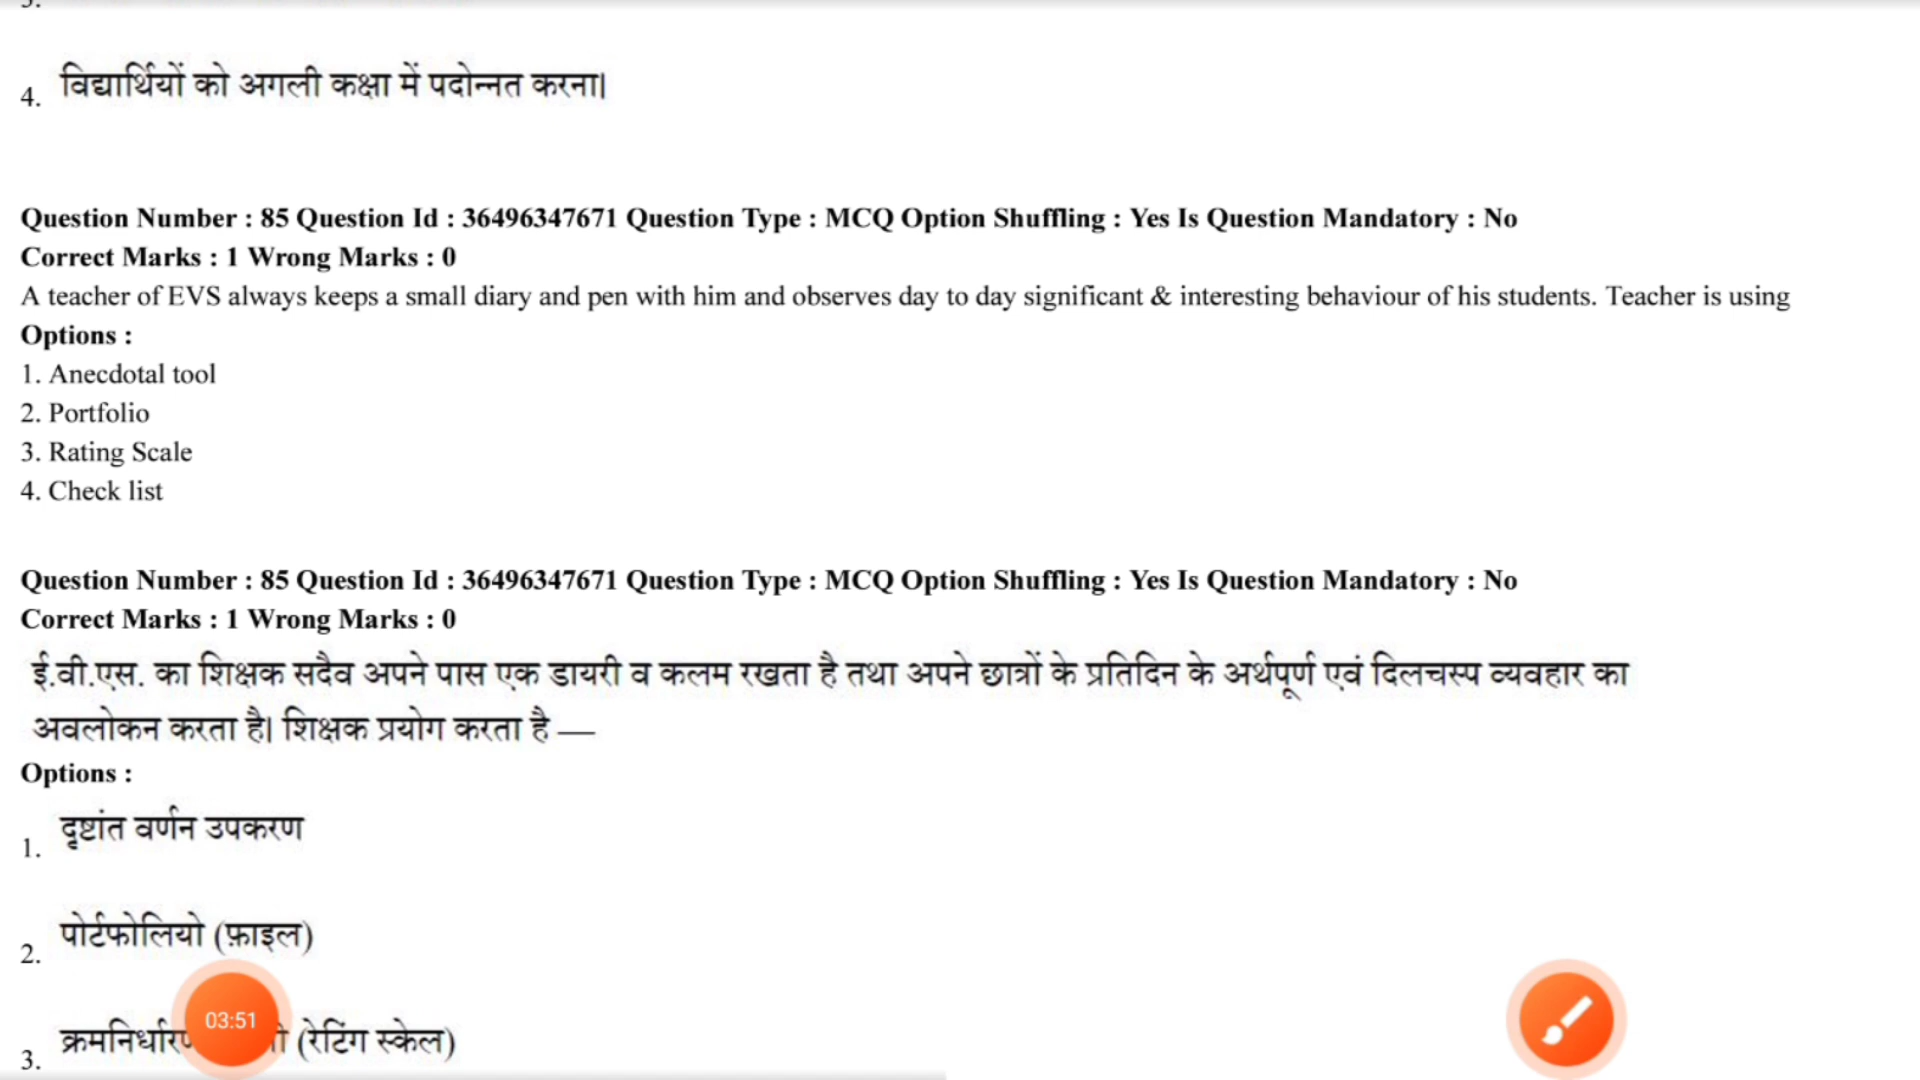 4. विद्यार्थियों को अगली कक्षा में पदोन्नत करना।
Question Number : 85 Question Id : 36496347671 Question Type : MCQ Option Shuffling : Yes Is Question Mandatory : No
Correct Marks : 1 Wrong Marks : 0
A teacher of EVS always keeps a small diary and pen with him and observes day to day significant & interesting behaviour of his students. Teacher is using
Options :
1. Anecdotal tool
2. Portfolio
3. Rating Scale
4. Check list
Question Number : 85 Question Id : 36496347671 Question Type : MCQ Option Shuffling : Yes Is Question Mandatory : No
Correct Marks : 1 Wrong Marks : 0
ई.वी.एस. का शिक्षक सदैव अपने पास एक डायरी व कलम रखता है तथा अपने छात्रों के प्रतिदिन के अर्थपूर्ण एवं दिलचस्प व्यवहार का
अवलोकन करता है। शिक्षक प्रयोग करता है —
Options :
1. दृष्टांत वर्णन उपकरण
2. पोर्टफोलियो (फ़ाइल)
3. (रेटिंग स्केल)
03:51